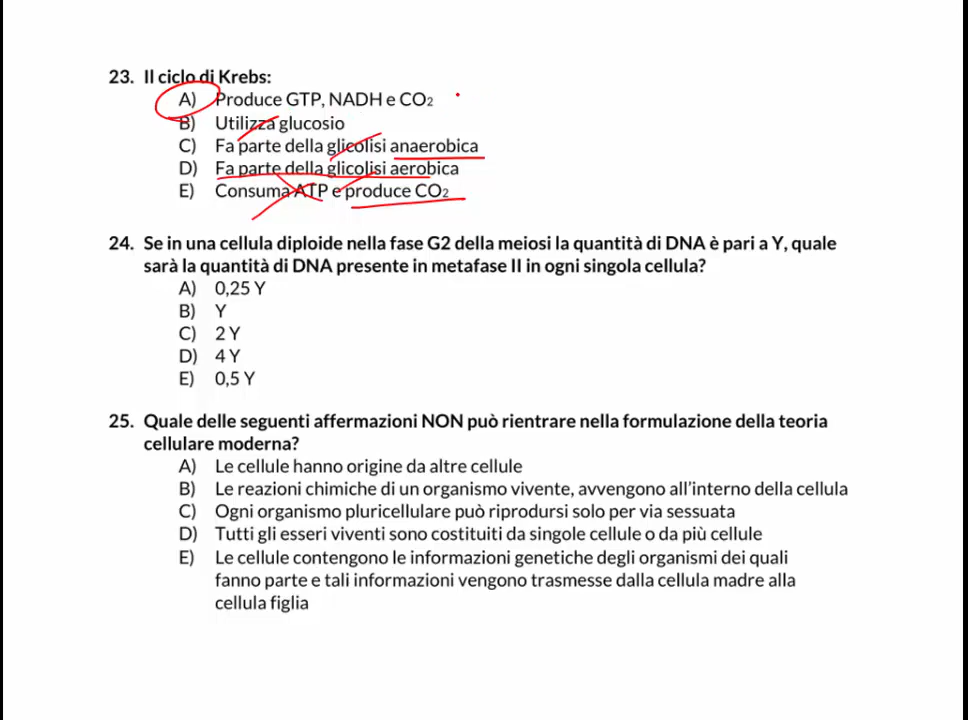 23. Il ciclo di Krebs:
A) Produce GTP, NADH e CO2
B) Utilizza glucosio
C) Fa parte della glicolisi anaerobica
D) Fa parte della glicolisi aerobica
E) Consuma ATP e produce CO2
24. Se in una cellula diploide nella fase G2 della meiosi la quantità di DNA è pari a Y, quale
sarà la quantità di DNA presente in metafase II in ogni singola cellula?
A) 0,25 Y
B) Y
C) 2 Y
D) 4 Y
E) 0,5 Y
25. Quale delle seguenti affermazioni NON può rientrare nella formulazione della teoria
cellulare moderna?
A) Le cellule hanno origine da altre cellule
B) Le reazioni chimiche di un organismo vivente, avvengono all'interno della cellula
C) Ogni organismo pluricellulare può riprodursi solo per via sessuata
D) Tutti gli esseri viventi sono costituiti da singole cellule o da più cellule
E) Le cellule contengono le informazioni genetiche degli organismi dei quali
fanno parte e tali informazioni vengono trasmesse dalla cellula madre alla
cellula figlia